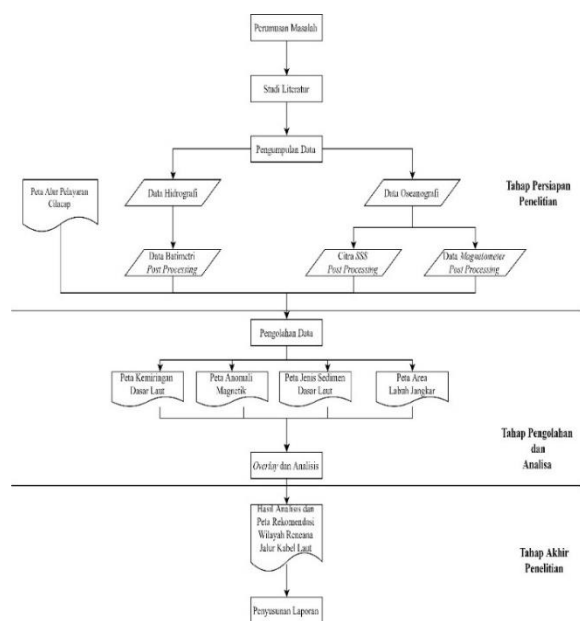 Perumusan Masalah
Studi Literatur
Pengumpulan Data
Peta Alur Pelayaran
Cilacap
Data Hidrografi
Data Oseanografi
Tahap Persiapan
Penelitian
Data Batimetri
Post Processing
Citra SSS
Post Processing
Data Magnetometer
Post Processing
Pengolahan Data
Peta Kemiringan
Dasar Laut
Peta Anomali
Magnetik
Peta Jenis Sedimen
Dasar Laut
Peta Area
Labuh Jangkar
Tahap Pengolahan
dan
Analisa
Overlay dan Analisis
Hasil Analisis dan
Peta Rekomendasi
Wilayah Rencana
Jalur Kabel Laut
Tahap Akhir
Penelitian
Penyusunan Laporan